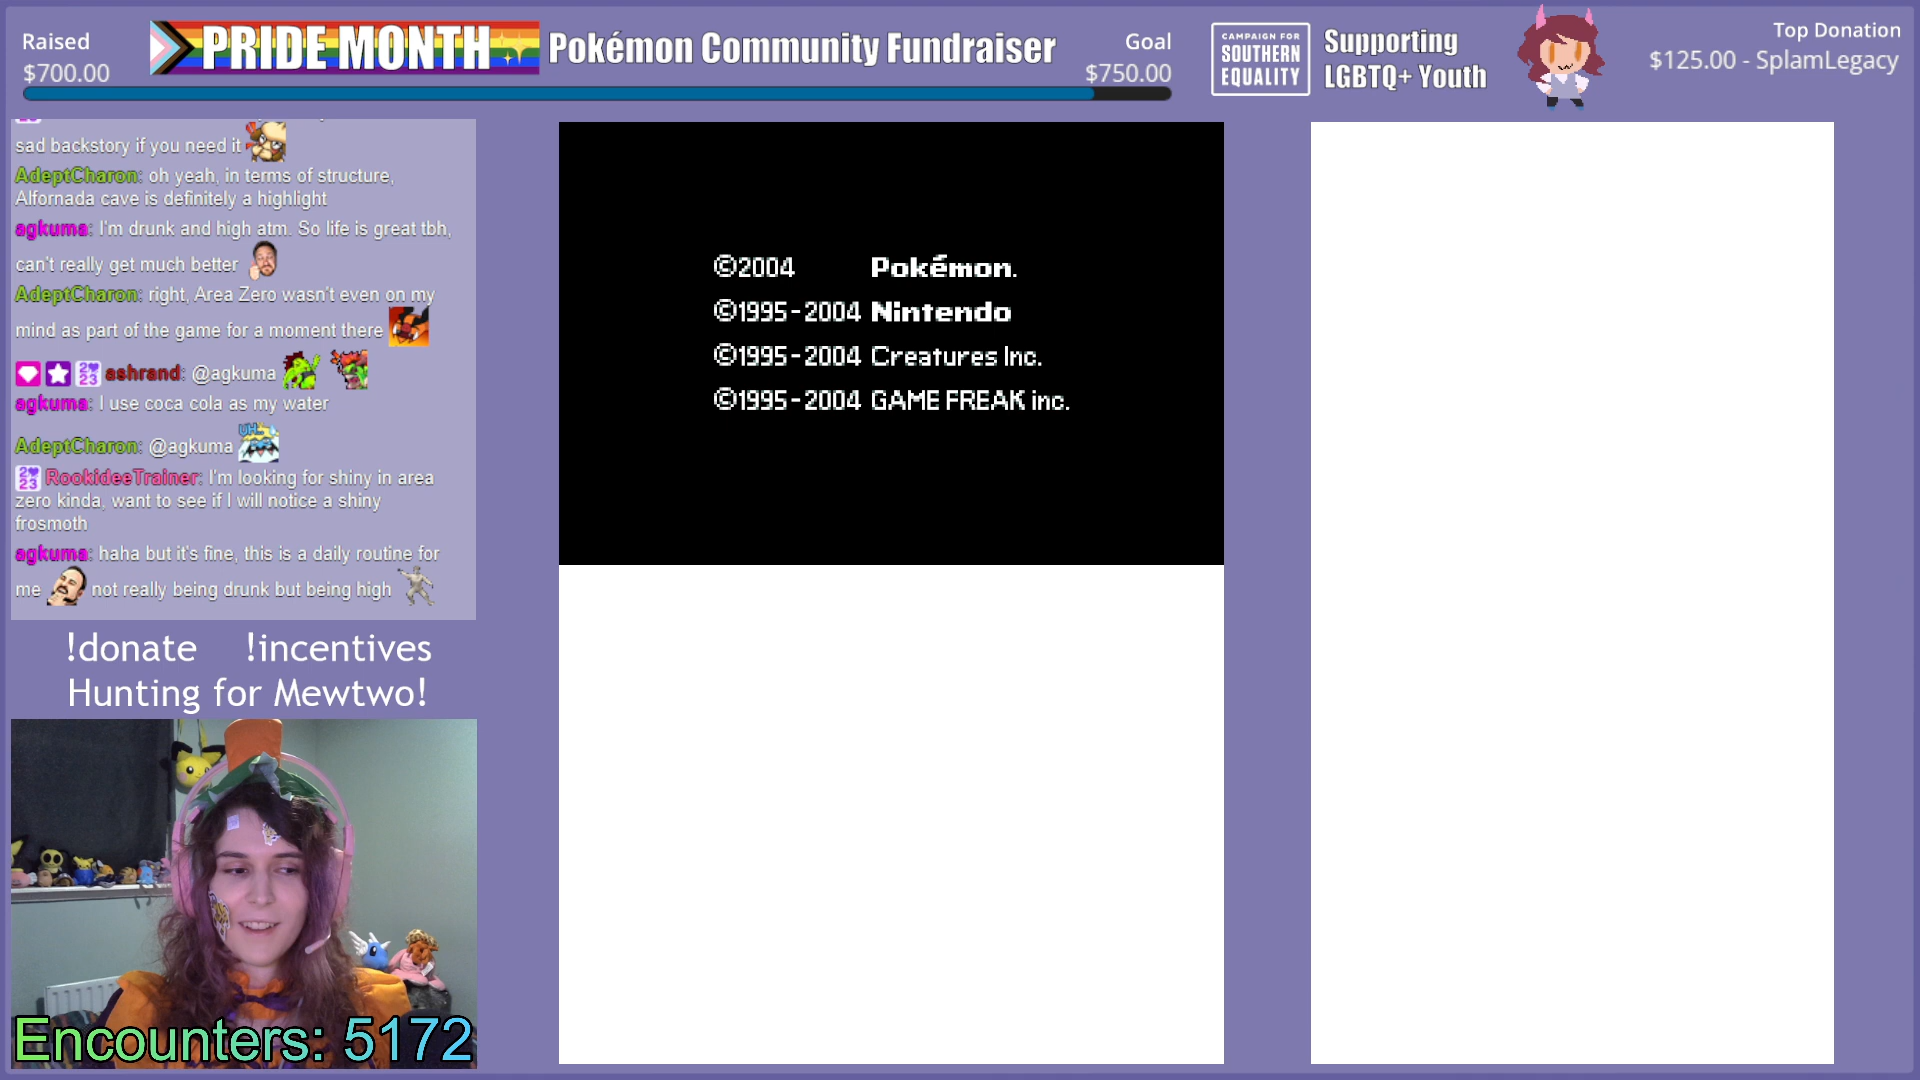 Raised
$700.00
PRIDE MONTH
Pokémon Community Fundraiser
Goal
$750.00
CAMPAIGN FOR
SOUTHERN
EQUALITY
Supporting
LGBTQ+ Youth
Top Donation
$125.00 - SplamLegacy
sad backstory if you need it
AdeptCharon: oh yeah, in terms of structure,
Alfornada cave is definitely a highlight
agkuma: I'm drunk and high atm. So life is great tbh,
can't really get much better
AdeptCharon: right, Area Zero wasn't even on my
mind as part of the game for a moment there
ashrand: @agkuma
agkuma: I use coca cola as my water
AdeptCharon: @agkuma UH...
RookideeTrainer: I'm looking for shiny in area
zero kinda, want to see if I will notice a shiny
frosmoth
agkuma: haha but it's fine, this is a daily routine for
me not really being drunk but being high
!donate !incentives
Hunting for Mewtwo!
Encounters: 5172
©2004 Pokémon.
©1995-2004 Nintendo
©1995-2004 Creatures Inc.
©1995-2004 GAME FREAK inc.